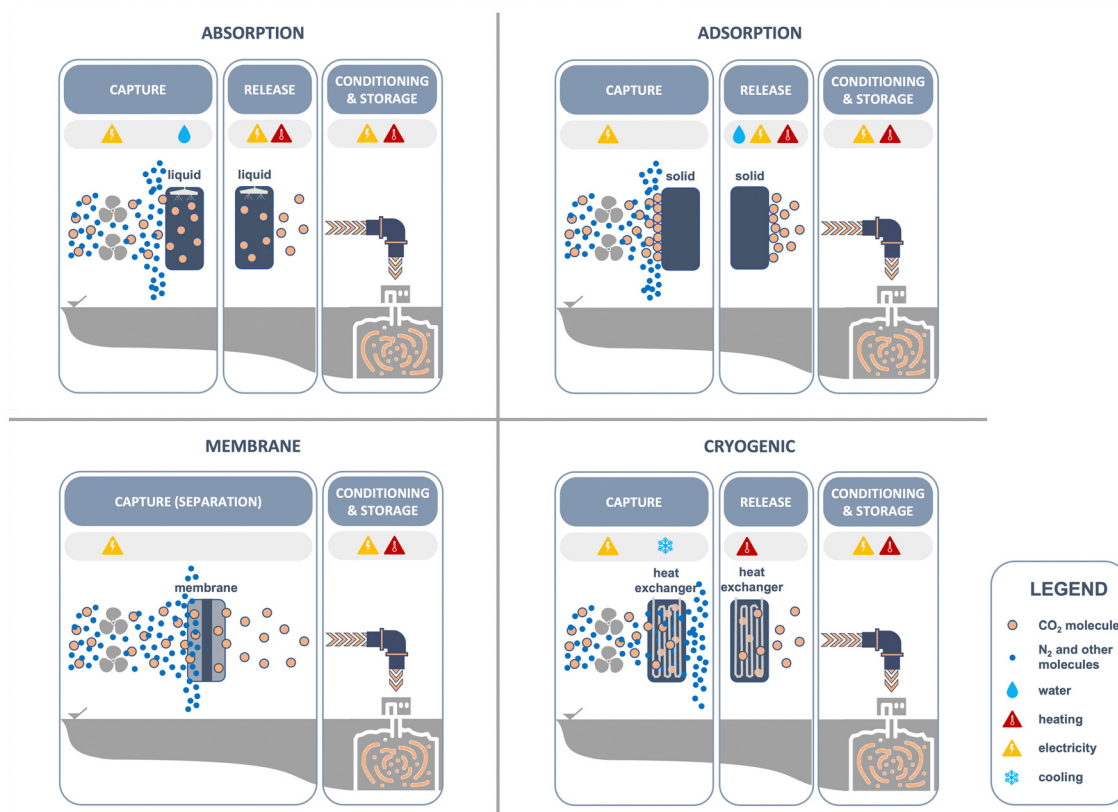 ABSORPTION
CAPTURE
RELEASE
CONDITIONING
& STORAGE
liquid
liquid
ADSORPTION
CAPTURE
RELEASE
CONDITIONING
& STORAGE
solid
solid
MEMBRANE
CAPTURE (SEPARATION)
CONDITIONING
& STORAGE
membrane
CRYOGENIC
CAPTURE
RELEASE
CONDITIONING
& STORAGE
heat
exchanger
heat
exchanger
LEGEND
CO₂ molecule
N₂ and other
molecules
water
heating
electricity
cooling